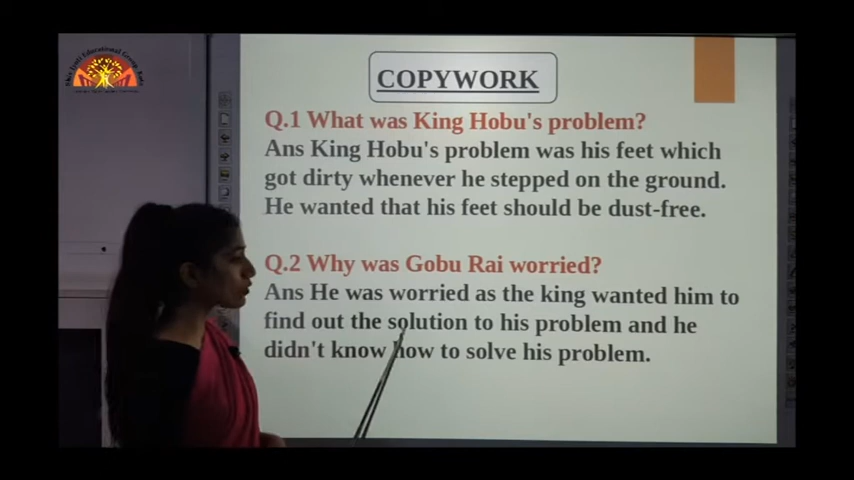 COPYWORK
Q.1 What was King Hobu's problem?
Ans King Hobu's problem was his feet which
got dirty whenever he stepped on the ground.
He wanted that his feet should be dust-free.
Q.2 Why was Gobu Rai worried?
Ans He was worried as the king wanted him to
find out the solution to his problem and he
didn't know how to solve his problem.